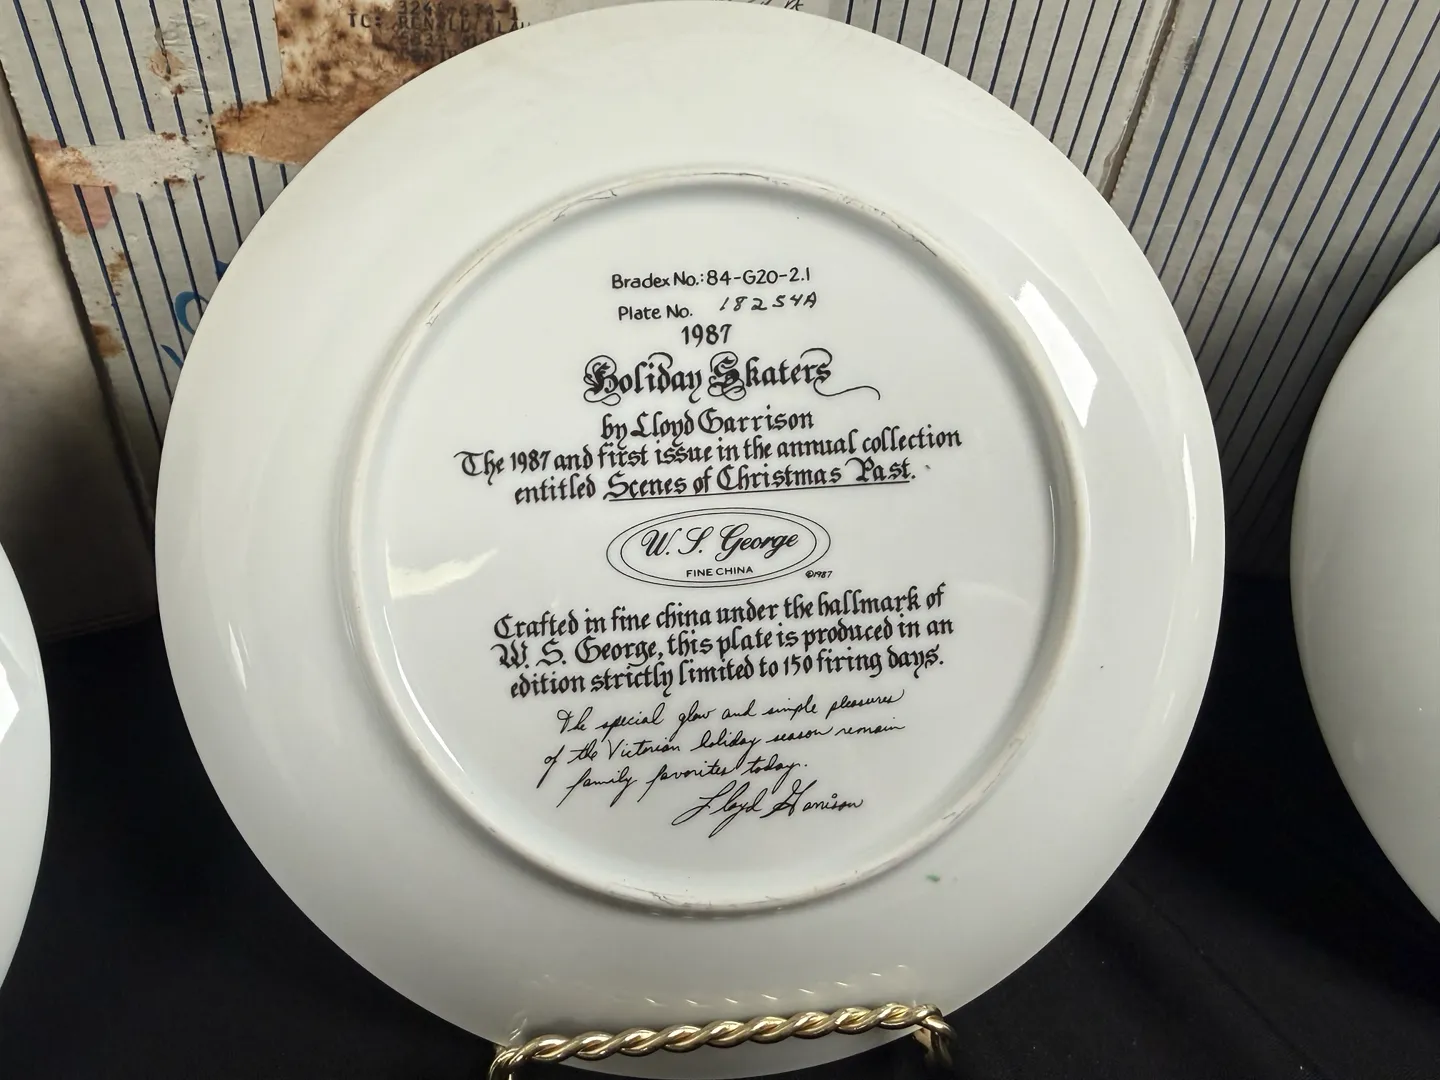 TC:
Bradex No.: 84-G20-2.1
Plate No. 18254A
1987
Holiday Skaters
by Lloyd Garrison
The 1987 and first issue in the annual collection
entitled Scenes of Christmas Past.
W. S. George
FINE CHINA
©1987
Crafted in fine china under the hallmark of
W. S. George, this plate is produced in an
edition strictly limited to 150 firing days.
The special glow and simple pleasures
of the Victorian holiday season remain
family favorites today.
Lloyd Garrison